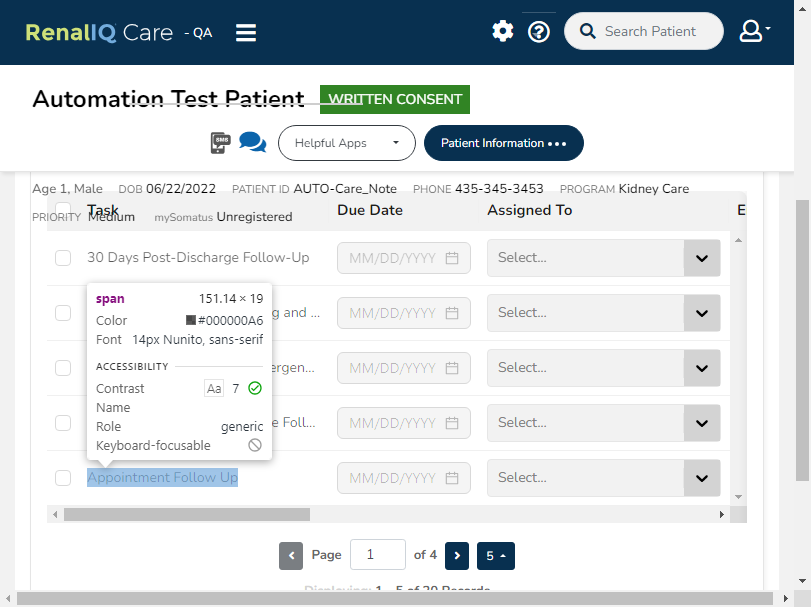 RenalIQ Care - QA
Search Patient
Automation Test Patient WRITTEN CONSENT
SMS
Helpful Apps
Patient Information •••
Age 1, Male DOB 06/22/2022 PATIENT ID AUTO-Care_Note PHONE 435-345-3453 PROGRAM Kidney Care
PRIORITY Medium mySomatus Unregistered
Task Due Date Assigned To E
30 Days Post-Discharge Follow-Up MM/DD/YYYY Select...
g and ... MM/DD/YYYY Select...
ergen... MM/DD/YYYY Select...
e Foll... MM/DD/YYYY Select...
span 151.14 × 19
Color #000000A6
Font 14px Nunito, sans-serif
ACCESSIBILITY
Contrast Aa 7
Name
Role generic
Keyboard-focusable
Appointment Follow Up MM/DD/YYYY Select...
Page 1 of 4 5
Displaying: 1 - 5 of 20 Records